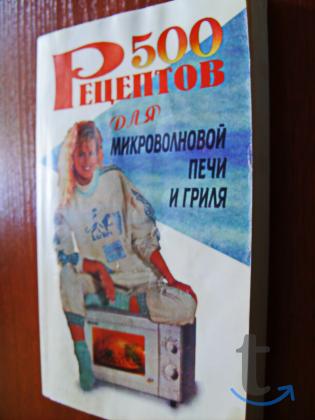 500
Рецептов
для
микроволновой
печи
и гриля
t